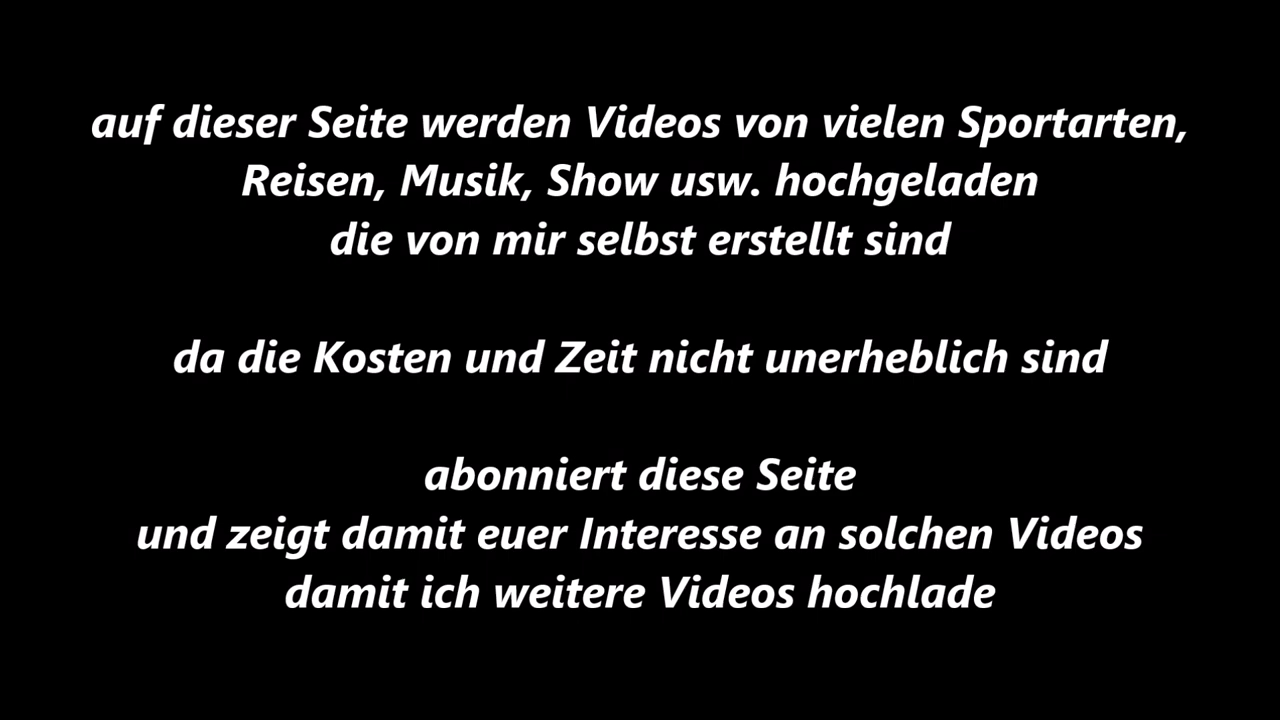 auf dieser Seite werden Videos von vielen Sportarten,
Reisen, Musik, Show usw. hochgeladen
die von mir selbst erstellt sind
da die Kosten und Zeit nicht unerheblich sind
abonniert diese Seite
und zeigt damit euer Interesse an solchen Videos
damit ich weitere Videos hochlade